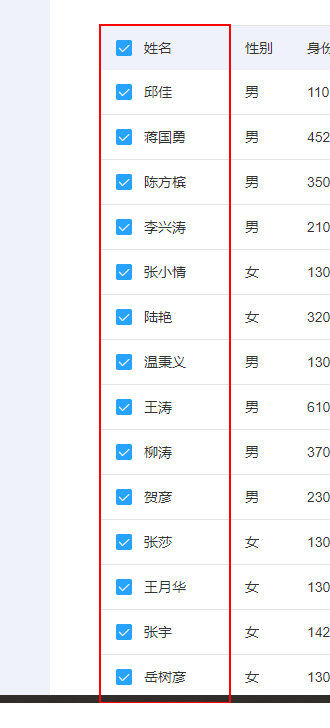 姓名 性别 身份
邱佳 男 110
蒋国勇 男 452
陈方槟 男 350
李兴涛 男 210
张小情 女 130
陆艳 女 320
温秉义 男 130
王涛 男 610
柳涛 男 370
贺彦 男 230
张莎 女 130
王月华 女 130
张宇 女 142
岳树彦 女 130